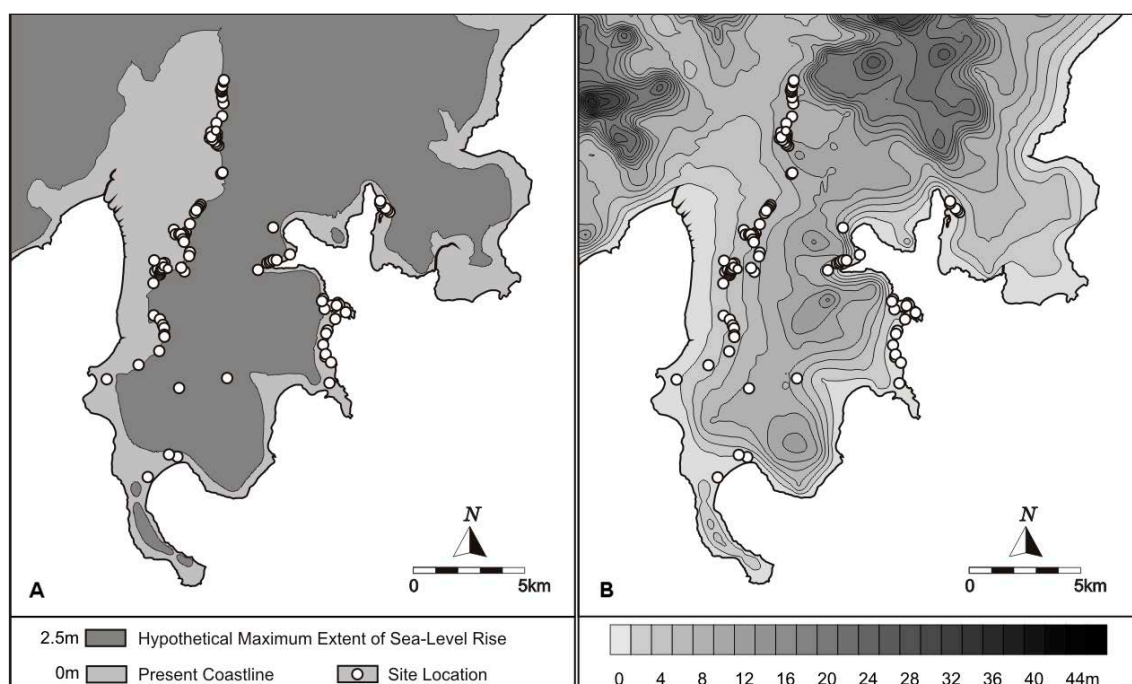 N
0 5km
A
N
0 5km
B
2.5m Hypothetical Maximum Extent of Sea-Level Rise
0m Present Coastline Site Location
0 4 8 12 16 20 24 28 32 36 40 44m